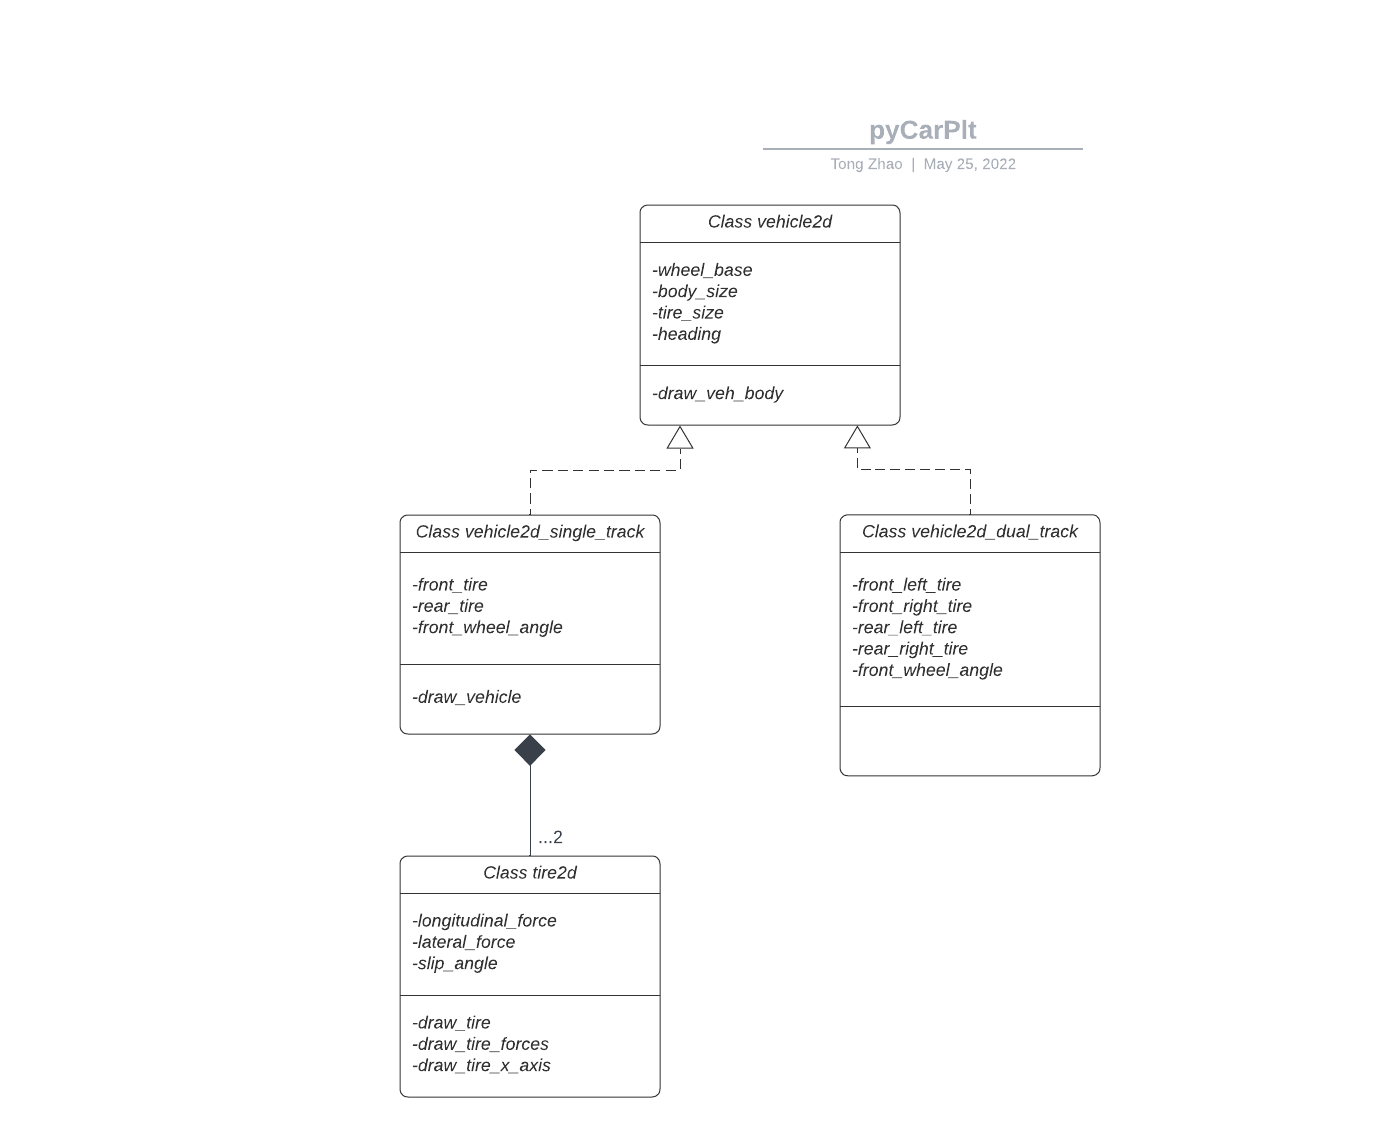 pyCarPlt
Tong Zhao | May 25, 2022
Class vehicle2d
-wheel_base
-body_size
-tire_size
-heading
-draw_veh_body
Class vehicle2d_single_track
-front_tire
-rear_tire
-front_wheel_angle
-draw_vehicle
Class vehicle2d_dual_track
-front_left_tire
-front_right_tire
-rear_left_tire
-rear_right_tire
-front_wheel_angle
...2
Class tire2d
-longitudinal_force
-lateral_force
-slip_angle
-draw_tire
-draw_tire_forces
-draw_tire_x_axis